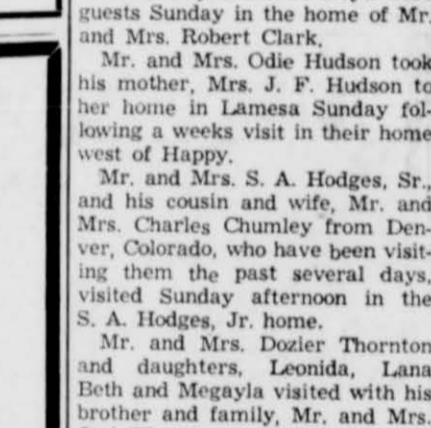 guests Sunday in the home of Mr.
and Mrs. Robert Clark.
Mr. and Mrs. Odie Hudson took
his mother, Mrs. J. F. Hudson to
her home in Lamesa Sunday fol-
lowing a weeks visit in their home
west of Happy.
Mr. and Mrs. S. A. Hodges, Sr.,
and his cousin and wife, Mr. and
Mrs. Charles Chumley from Den-
ver, Colorado, who have been visit-
ing them the past several days,
visited Sunday afternoon in the
S. A. Hodges, Jr. home.
Mr. and Mrs. Dozier Thornton
and daughters, Leonida, Lana
Beth and Megayla visited with his
brother and family, Mr. and Mrs.